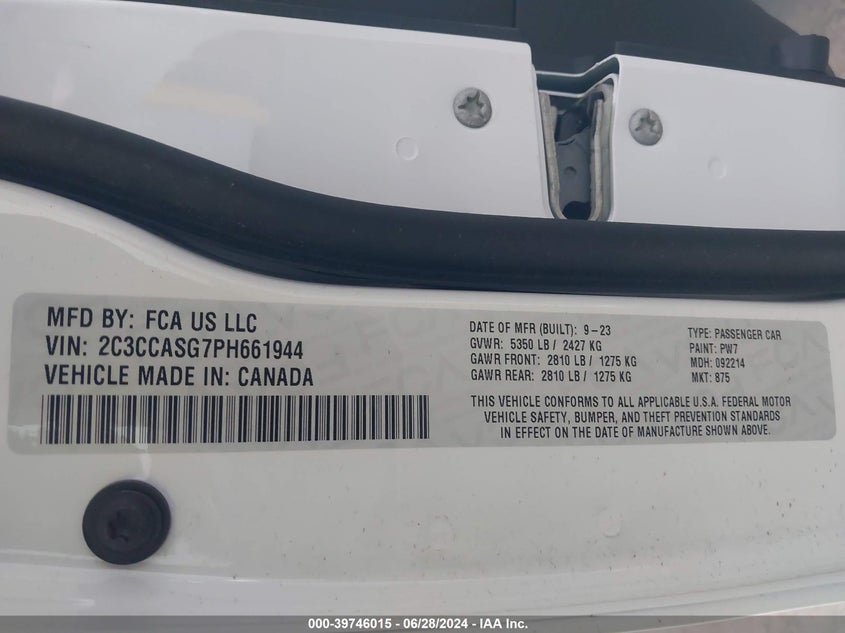 MFD BY: FCA US LLC
VIN: 2C3CCASG7PH661944
VEHICLE MADE IN: CANADA
DATE OF MFR (BUILT): 9-23
GVWR: 5350 LB / 2427 KG
GAWR FRONT: 2810 LB / 1275 KG
GAWR REAR: 2810 LB / 1275 KG
TYPE: PASSENGER CAR
PAINT: PW7
MDH: 092214
MKT: 875
THIS VEHICLE CONFORMS TO ALL APPLICABLE U.S.A. FEDERAL MOTOR
VEHICLE SAFETY, BUMPER, AND THEFT PREVENTION STANDARDS
IN EFFECT ON THE DATE OF MANUFACTURE SHOWN ABOVE.
000-39746015 - 06/28/2024 - IAA Inc.